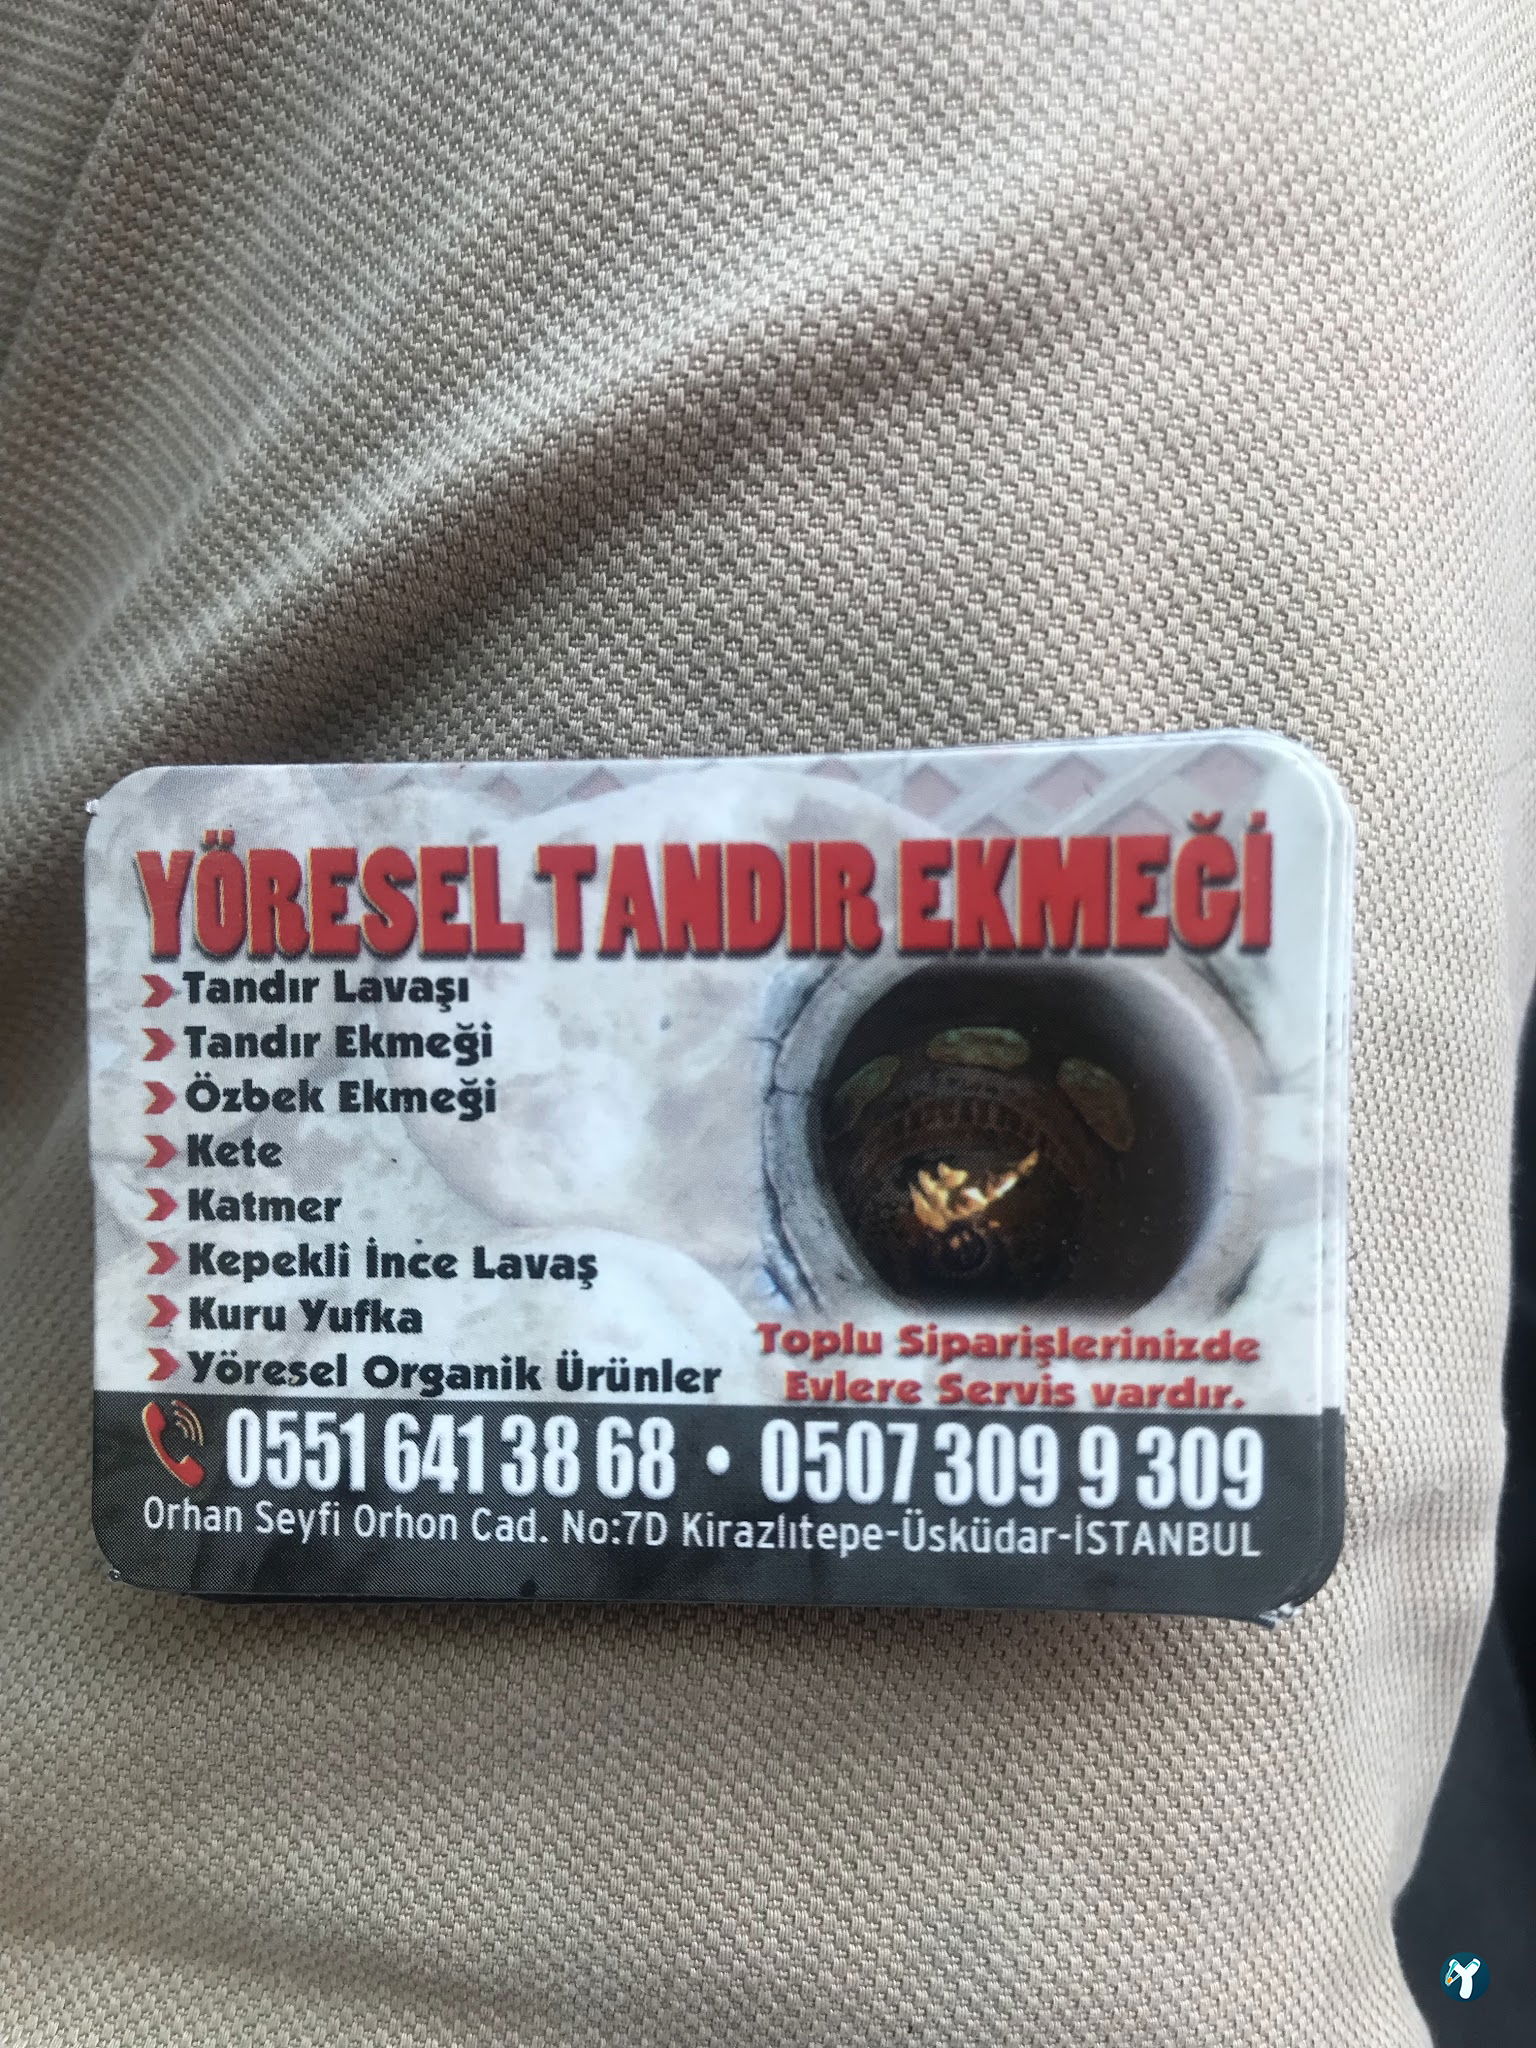 YÖRESEL TANDIR EKMEĞİ
Tandır Lavaşı
Tandır Ekmeği
Özbek Ekmeği
Kete
Katmer
Kepekli İnce Lavaş
Kuru Yufka
Yöresel Organik Ürünler
Toplu Siparişlerinizde
Evlere Servis vardır.
0551 641 38 68 • 0507 309 9 309
Orhan Seyfi Orhon Cad. No:7D Kirazlıtepe-Üsküdar-İSTANBUL